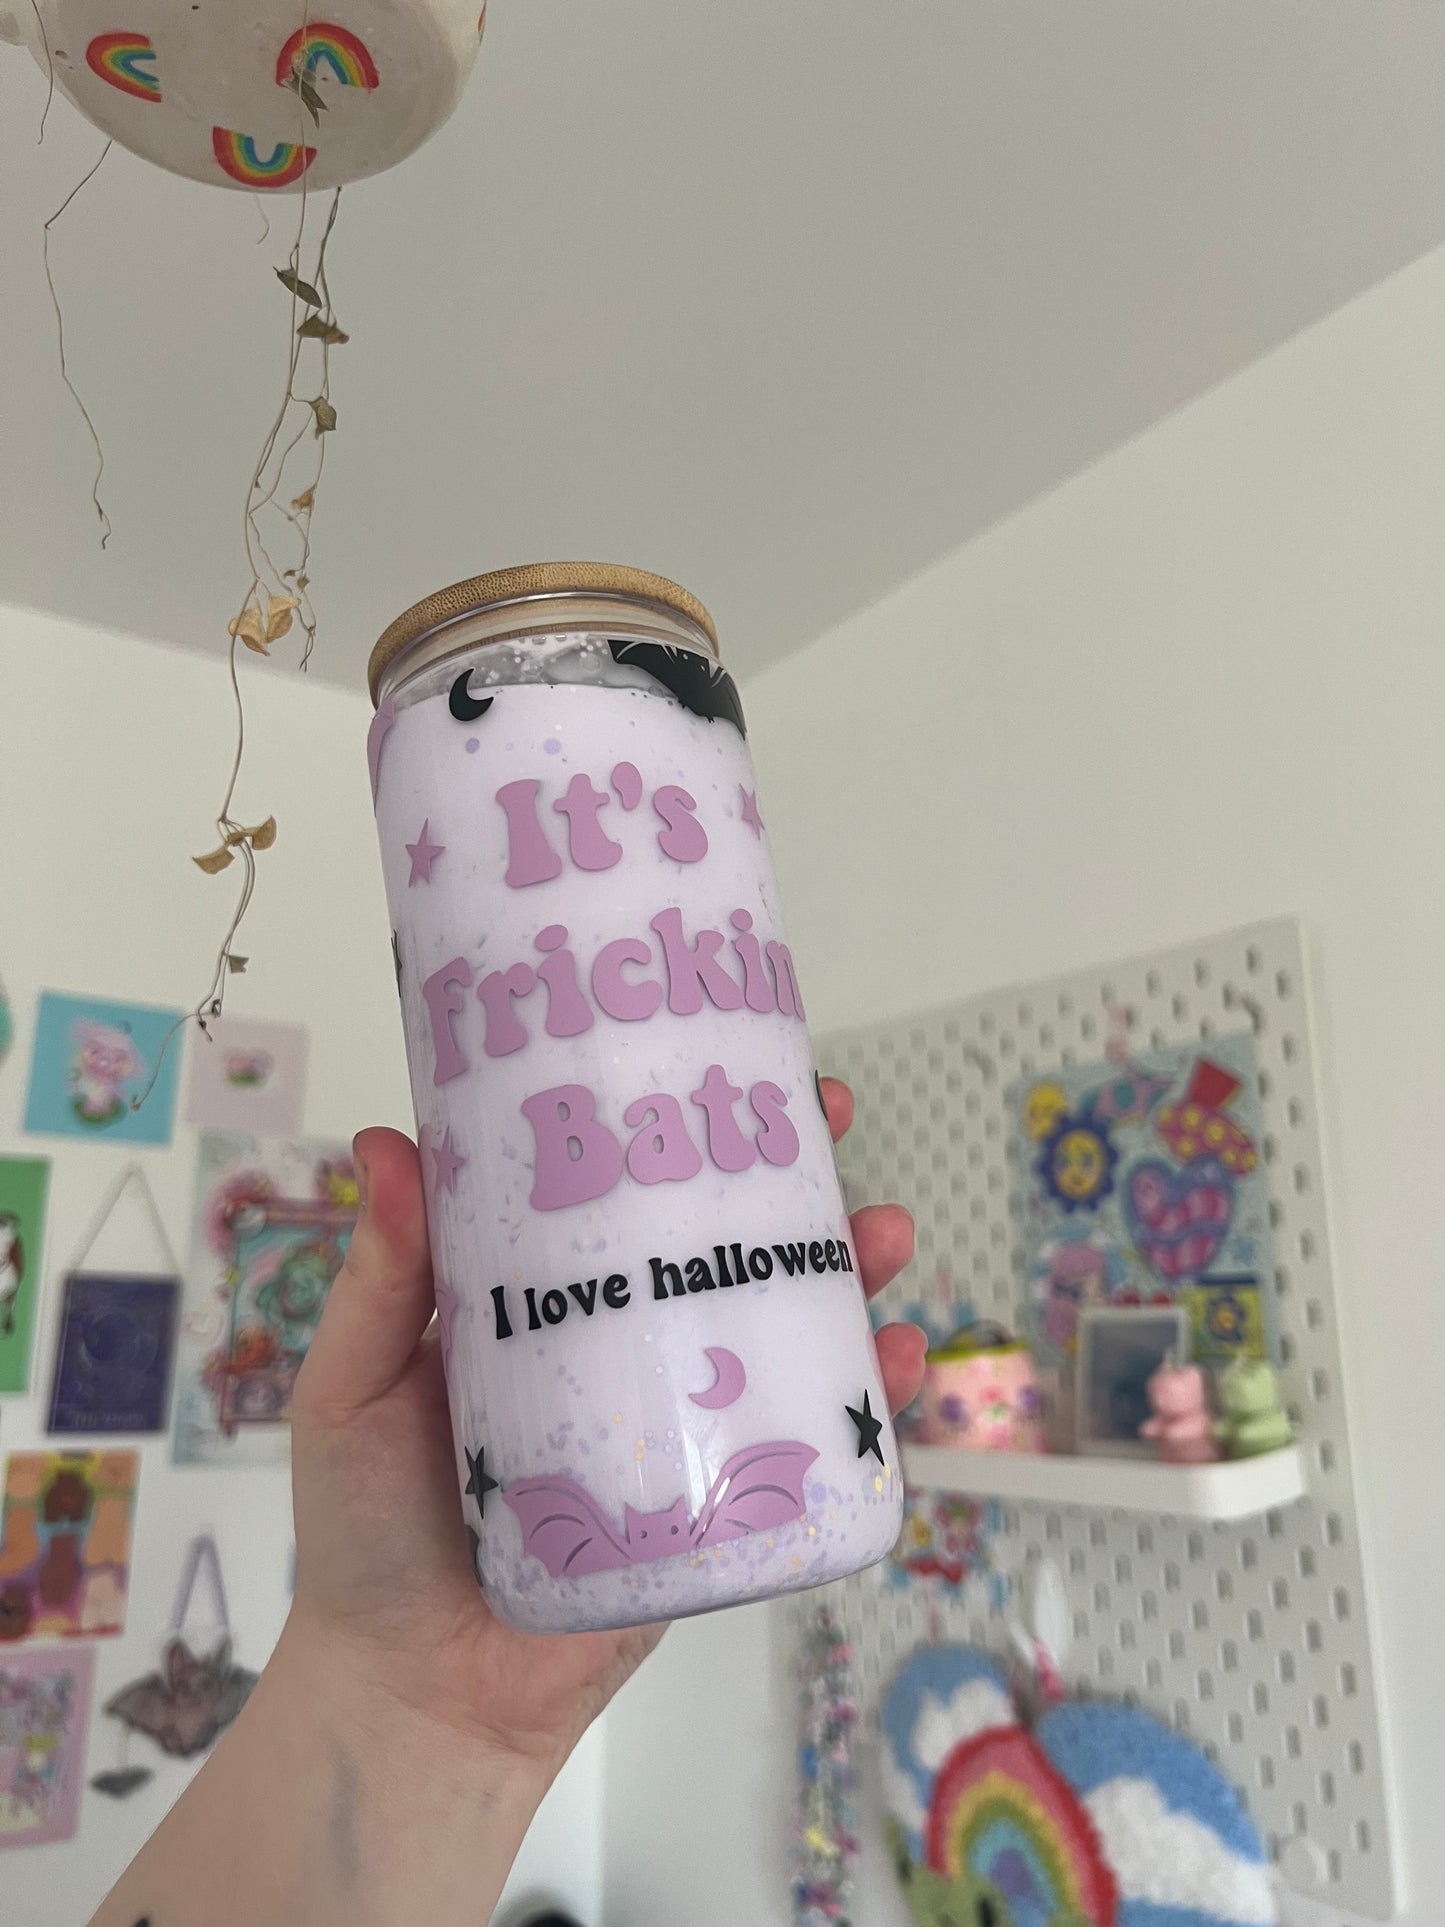 It's
Frickin
Bats
I love halloween